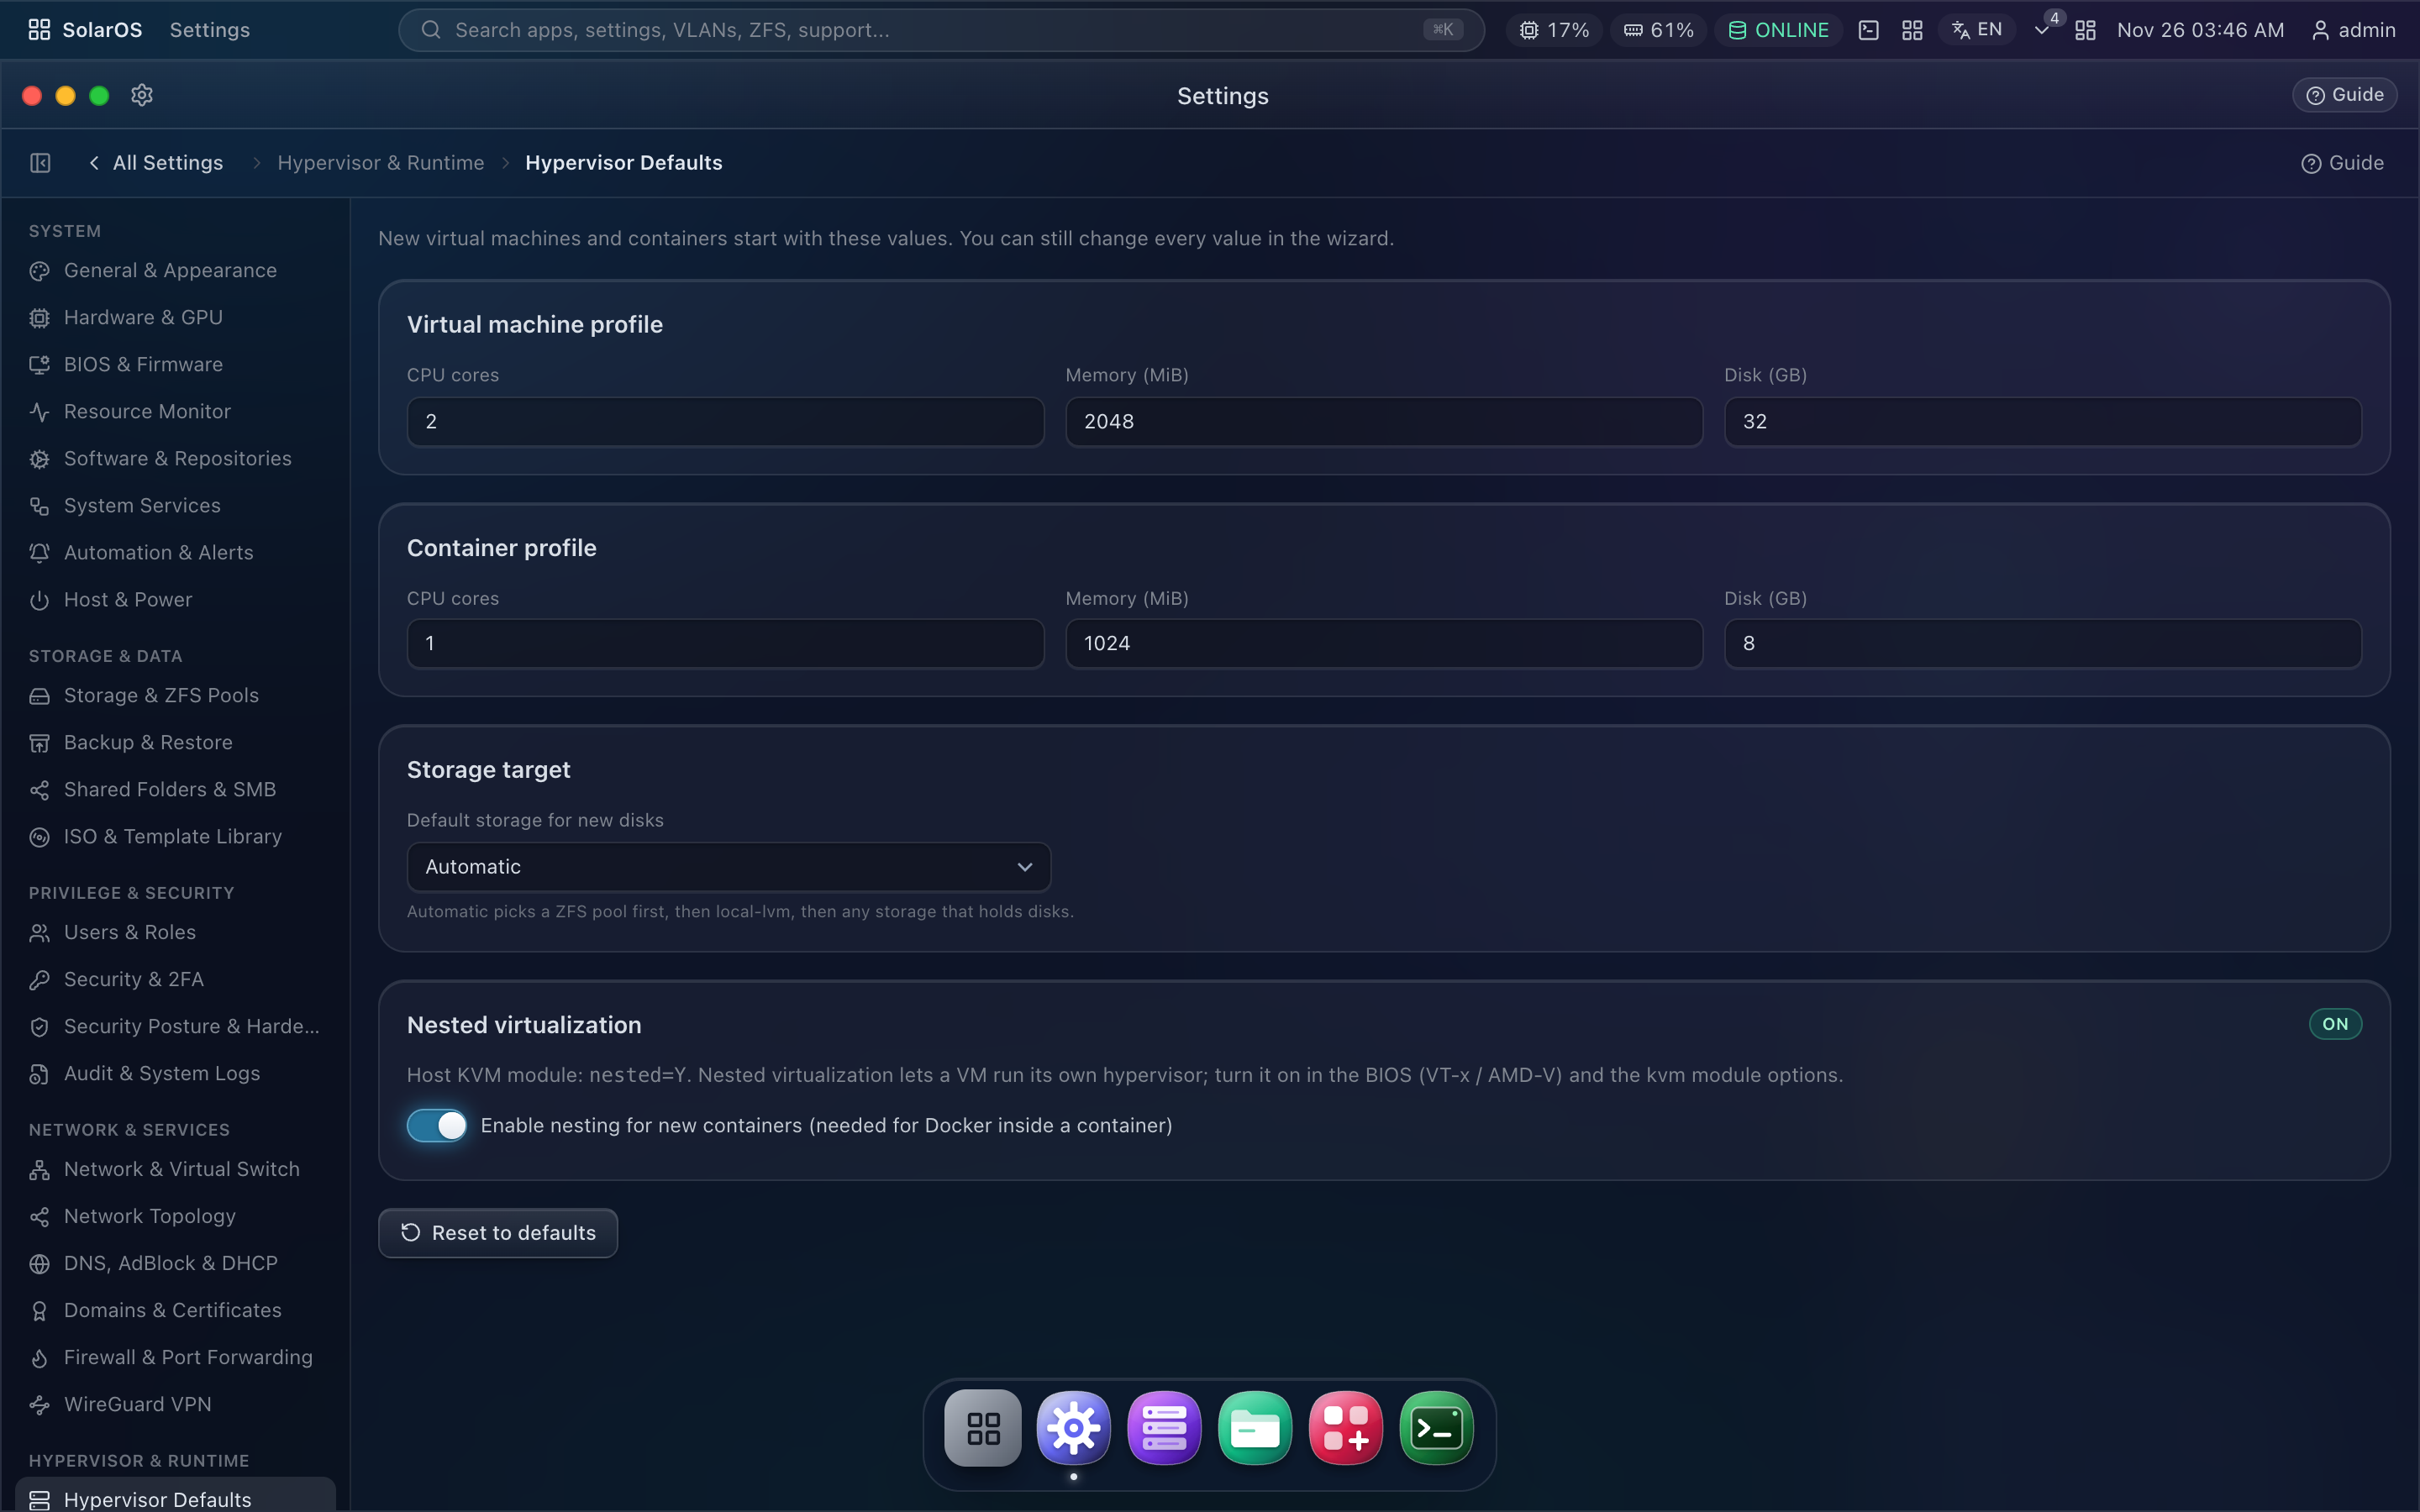 SolarOS Settings Search apps, settings, VLANs, ZFS, support... ⌘K 17% 61% ONLINE EN 4 Nov 26 03:46 AM admin
Settings Guide
All Settings Hypervisor & Runtime Hypervisor Defaults Guide
SYSTEM
General & Appearance
Hardware & GPU
BIOS & Firmware
Resource Monitor
Software & Repositories
System Services
Automation & Alerts
Host & Power
STORAGE & DATA
Storage & ZFS Pools
Backup & Restore
Shared Folders & SMB
ISO & Template Library
PRIVILEGE & SECURITY
Users & Roles
Security & 2FA
Security Posture & Harde...
Audit & System Logs
NETWORK & SERVICES
Network & Virtual Switch
Network Topology
DNS, AdBlock & DHCP
Domains & Certificates
Firewall & Port Forwarding
WireGuard VPN
HYPERVISOR & RUNTIME
Hypervisor Defaults
New virtual machines and containers start with these values. You can still change every value in the wizard.
Virtual machine profile
CPU cores Memory (MiB) Disk (GB)
2 2048 32
Container profile
CPU cores Memory (MiB) Disk (GB)
1 1024 8
Storage target
Default storage for new disks
Automatic
Automatic picks a ZFS pool first, then local-lvm, then any storage that holds disks.
Nested virtualization ON
Host KVM module: nested=Y. Nested virtualization lets a VM run its own hypervisor; turn it on in the BIOS (VT-x / AMD-V) and the kvm module options.
Enable nesting for new containers (needed for Docker inside a container)
Reset to defaults